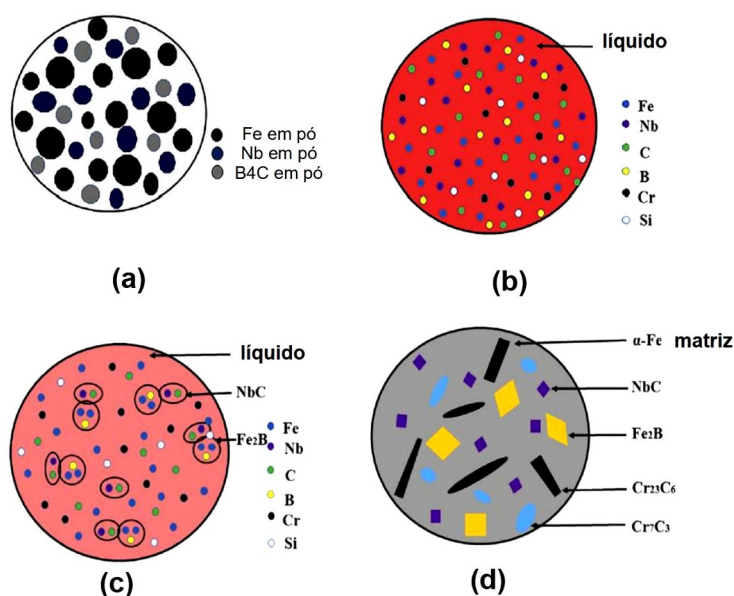 Fe em pó
Nb em pó
B4C em pó
(a)
líquido
Fe
Nb
C
B
Cr
Si
(b)
líquido
NbC
Fe₂B
Fe
Nb
C
B
Cr
Si
(c)
α-Fe matriz
NbC
Fe₂B
Cr₂₃C₆
Cr₇C₃
(d)